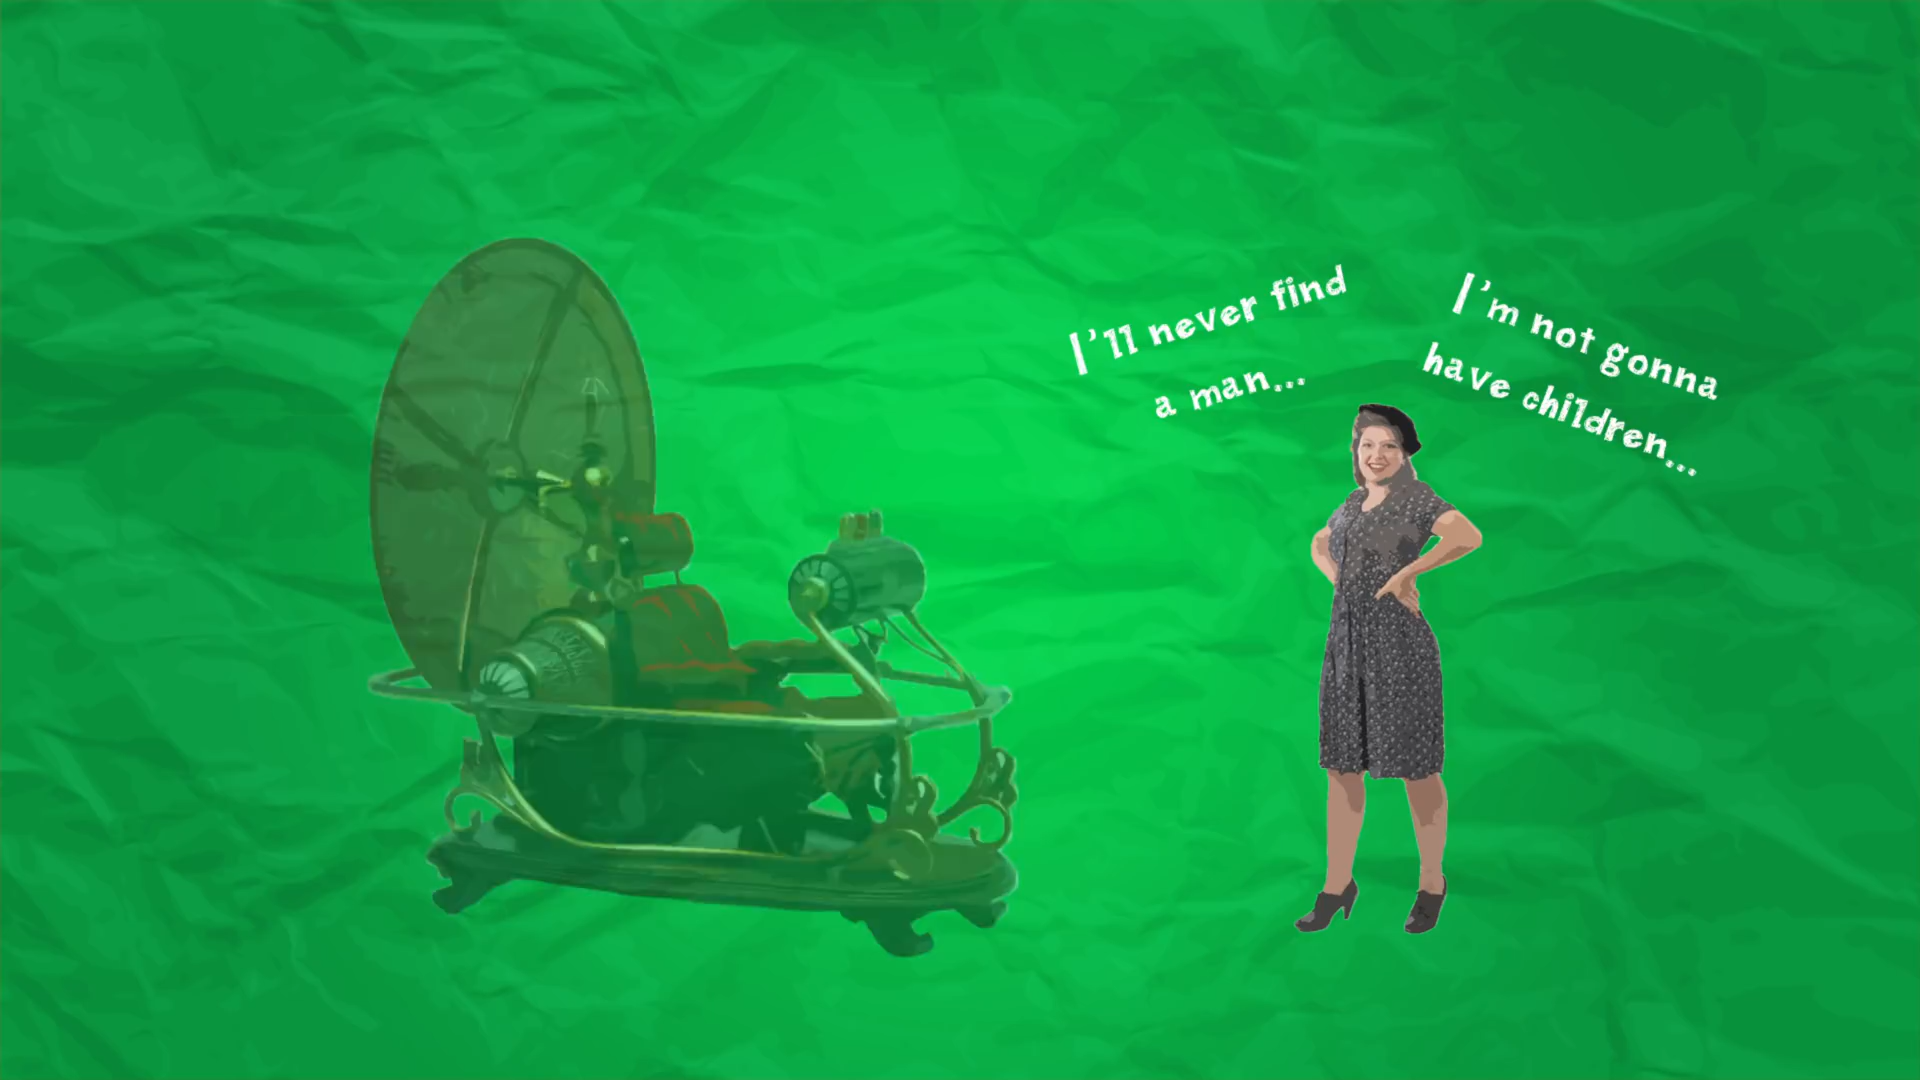 I'll never find
a man...
I'm not gonna
have children...